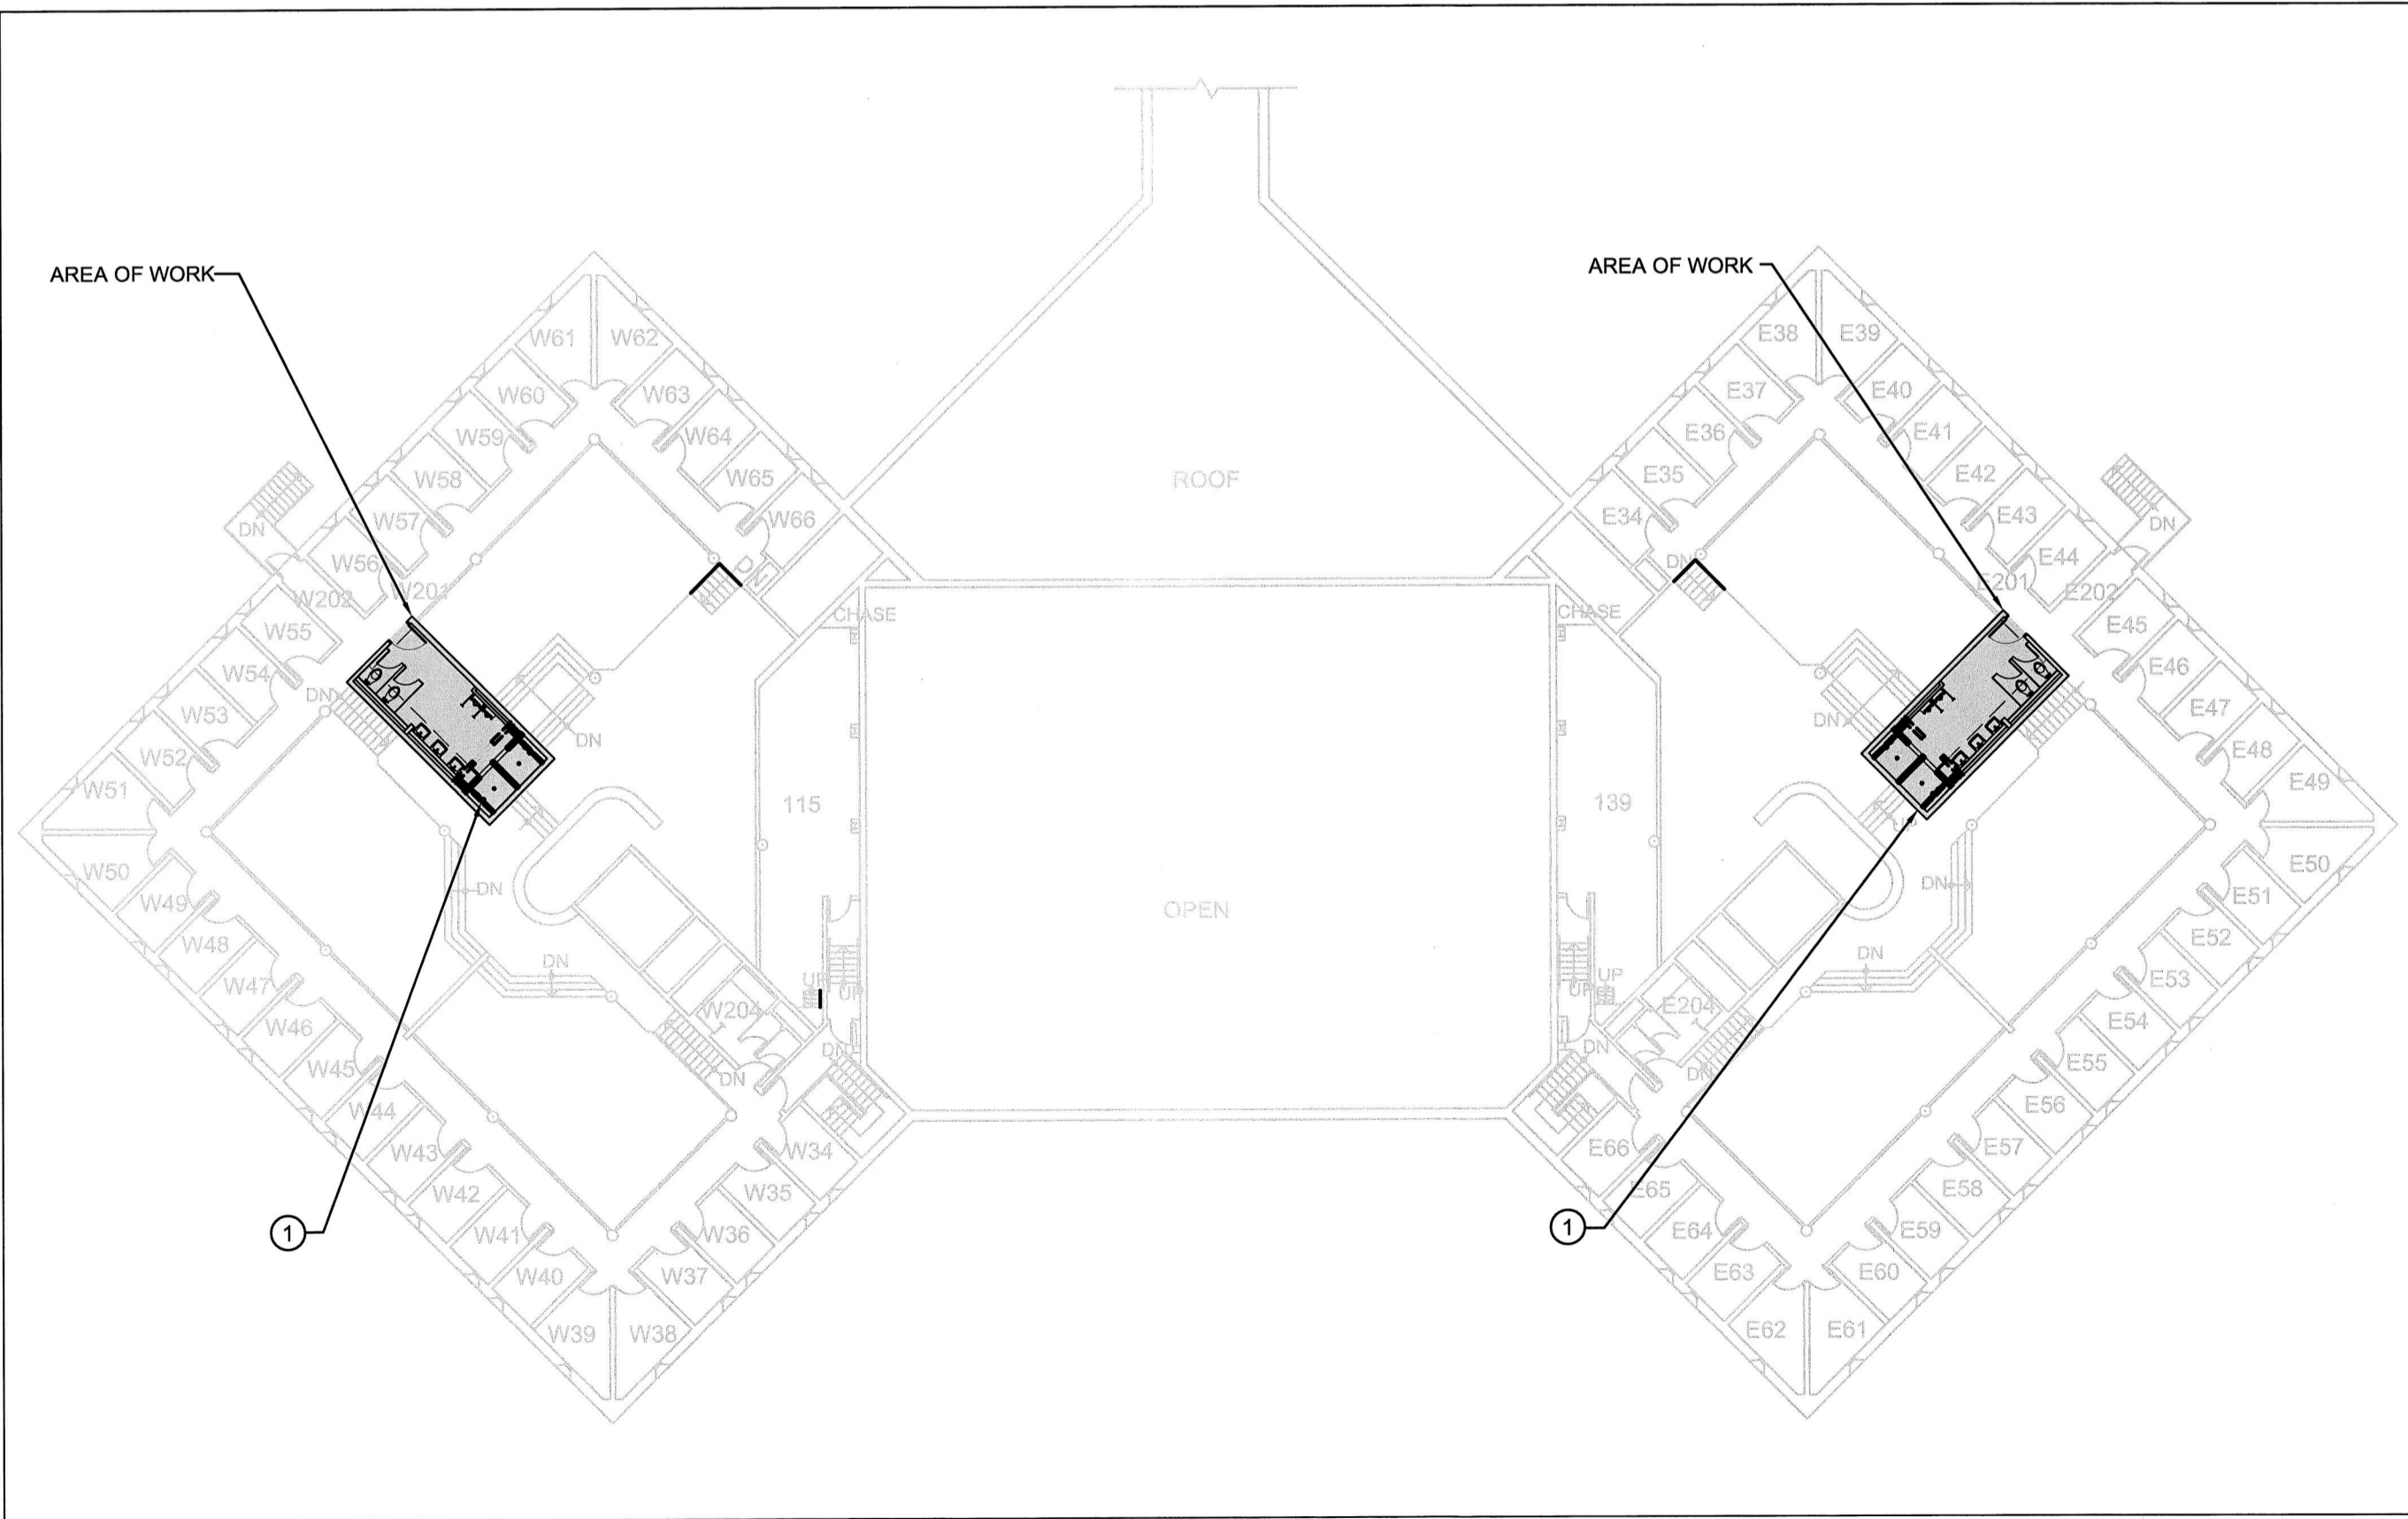 AREA OF WORK
AREA OF WORK
W61
W62
E38
E39
W60
W63
E37
E40
W59
W64
E36
E41
W58
W65
ROOF
E35
E42
W57
W66
E34
E43
DN
DN
W56
DN
DN
E44
W201
E201
W202
E202
CHASE
CHASE
W55
E45
W54
E46
DN
W53
E47
DN
DN
W52
E48
W51
E49
115
139
UP
W50
E50
DN
DN
W49
E51
OPEN
W48
E52
DN
DN
W47
E53
UP
UP
UP
UP
W204
E204
W46
E54
DN
DN
W45
E55
DN
DN
W44
E56
W43
W34
E66
E57
W42
W35
E65
E58
W41
W36
E64
E59
1
1
W40
W37
E63
E60
W39
W38
E62
E61